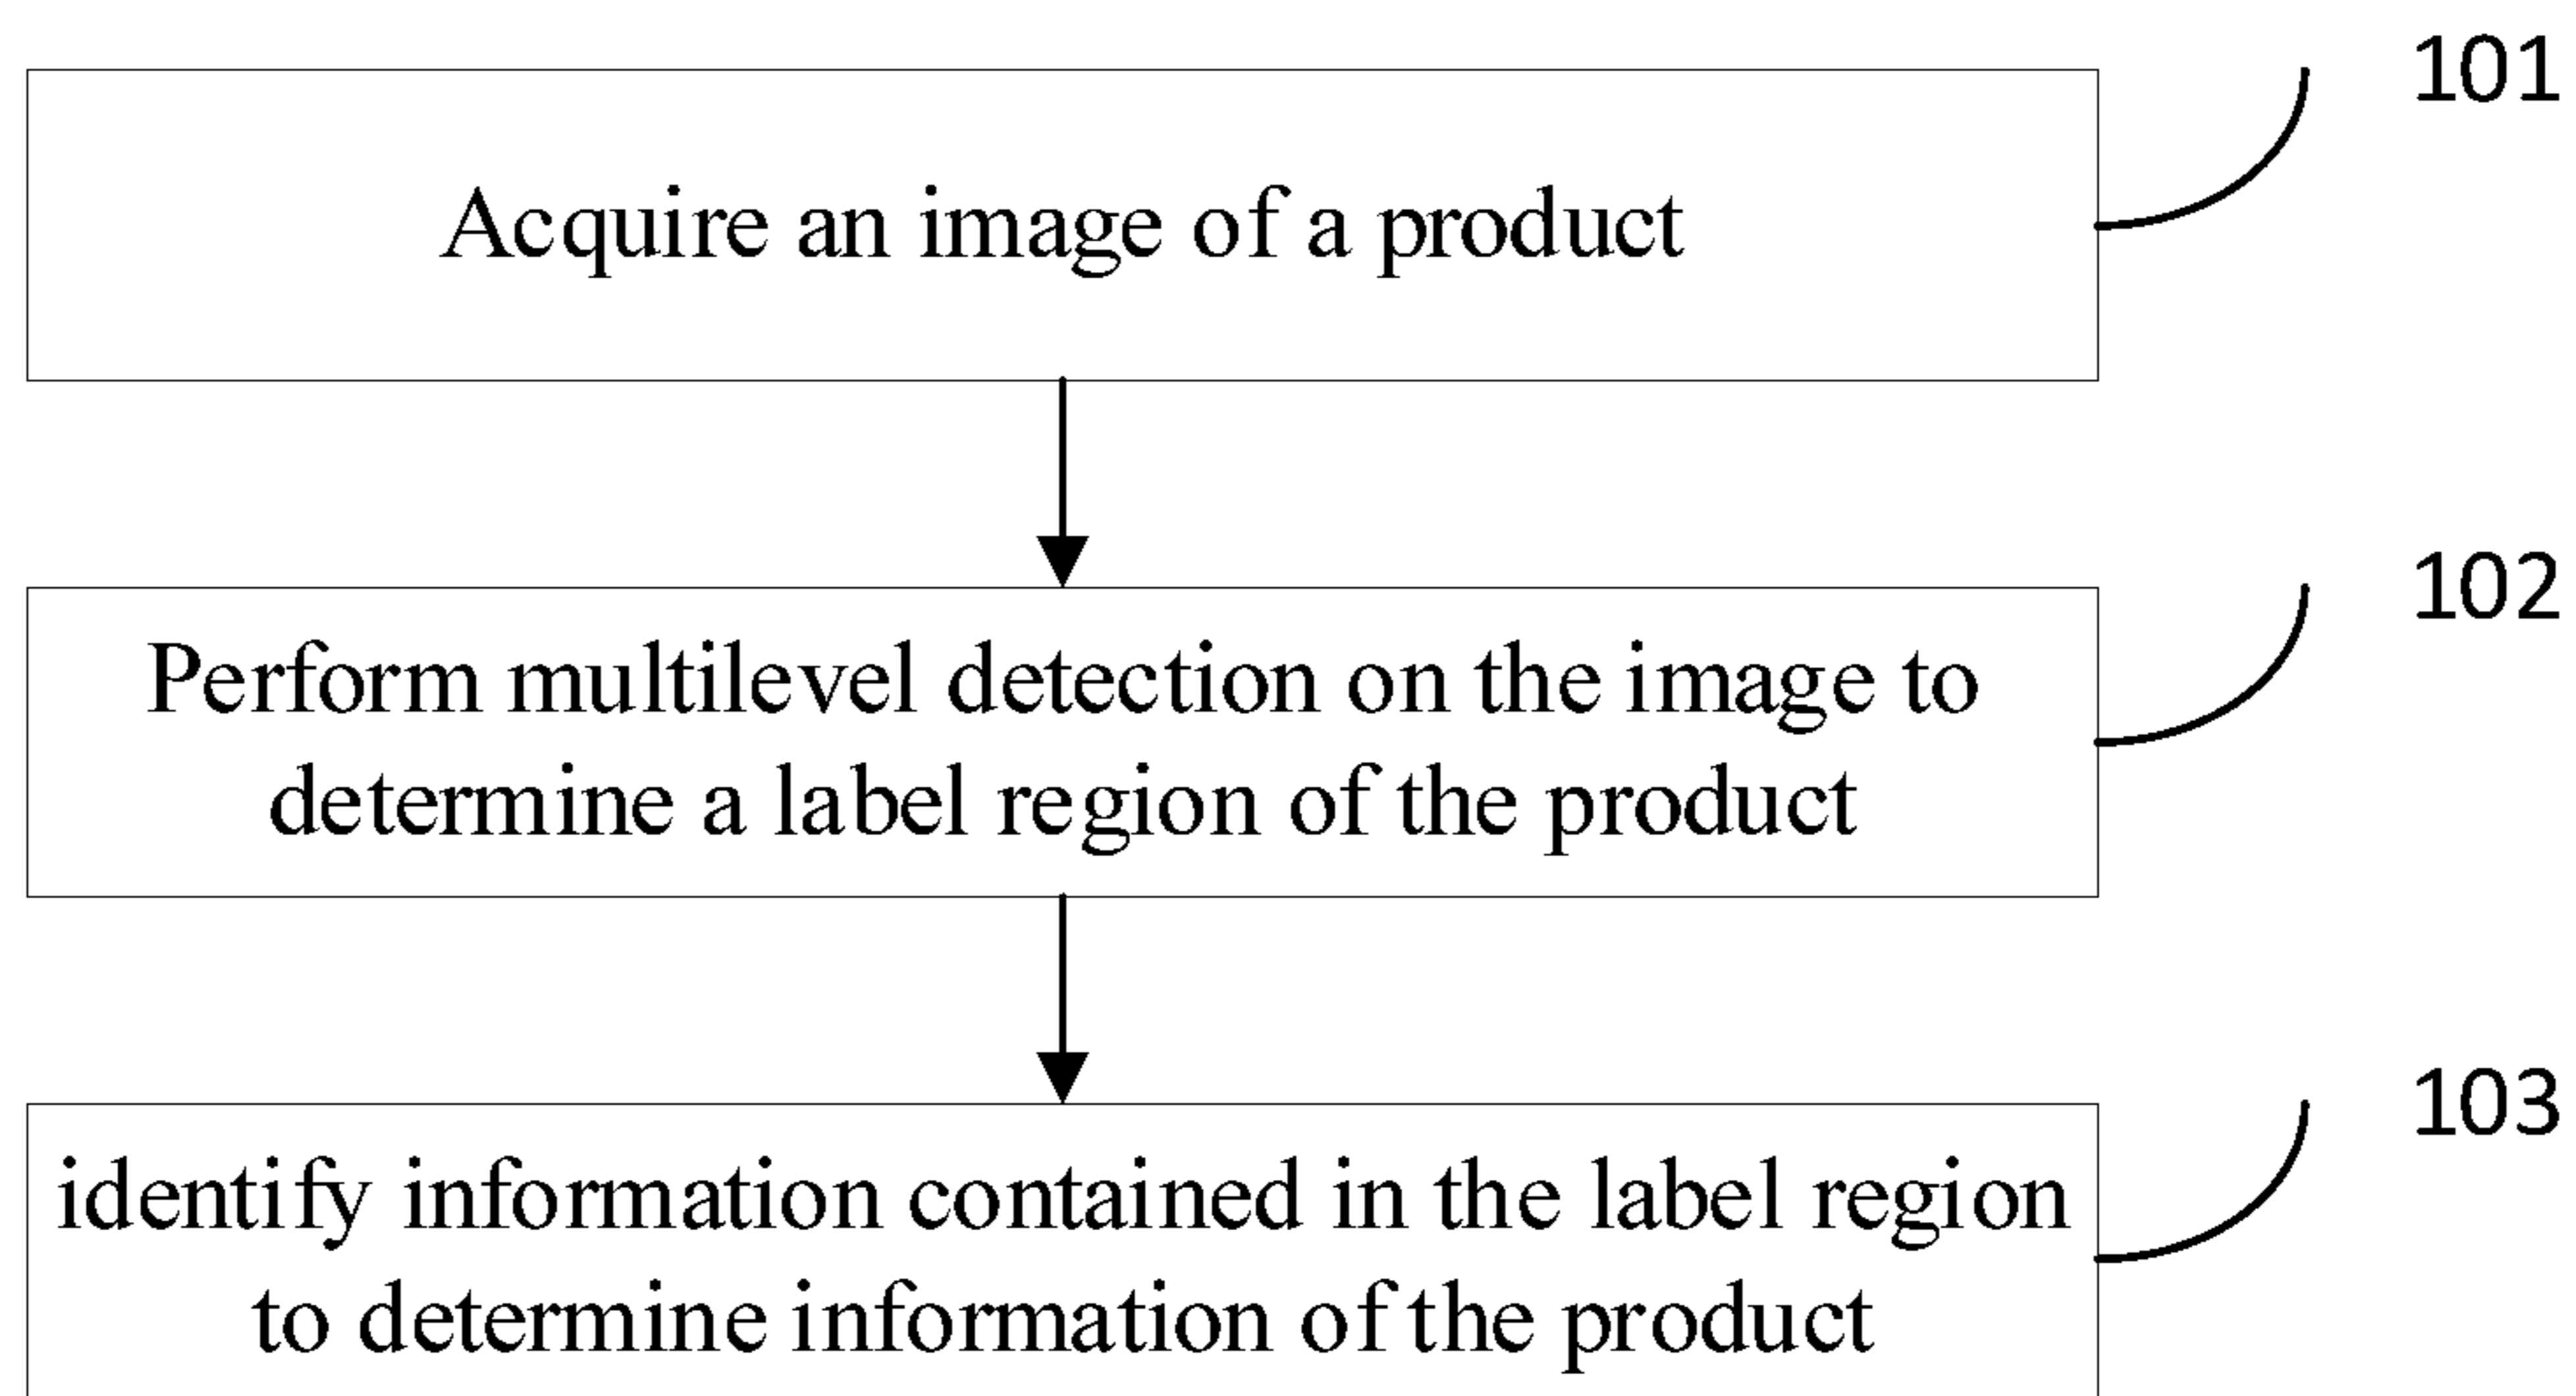 101
Acquire an image of a product
102
Perform multilevel detection on the image to
determine a label region of the product
103
identify information contained in the label region
to determine information of the product